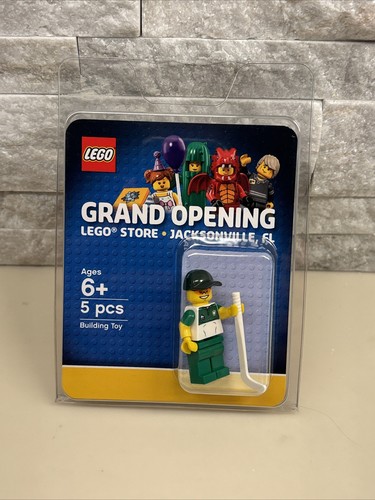 LEGO
GRAND OPENING
LEGO® STORE • JACKSONVILLE, FL
Ages
6+
5 pcs
Building Toy